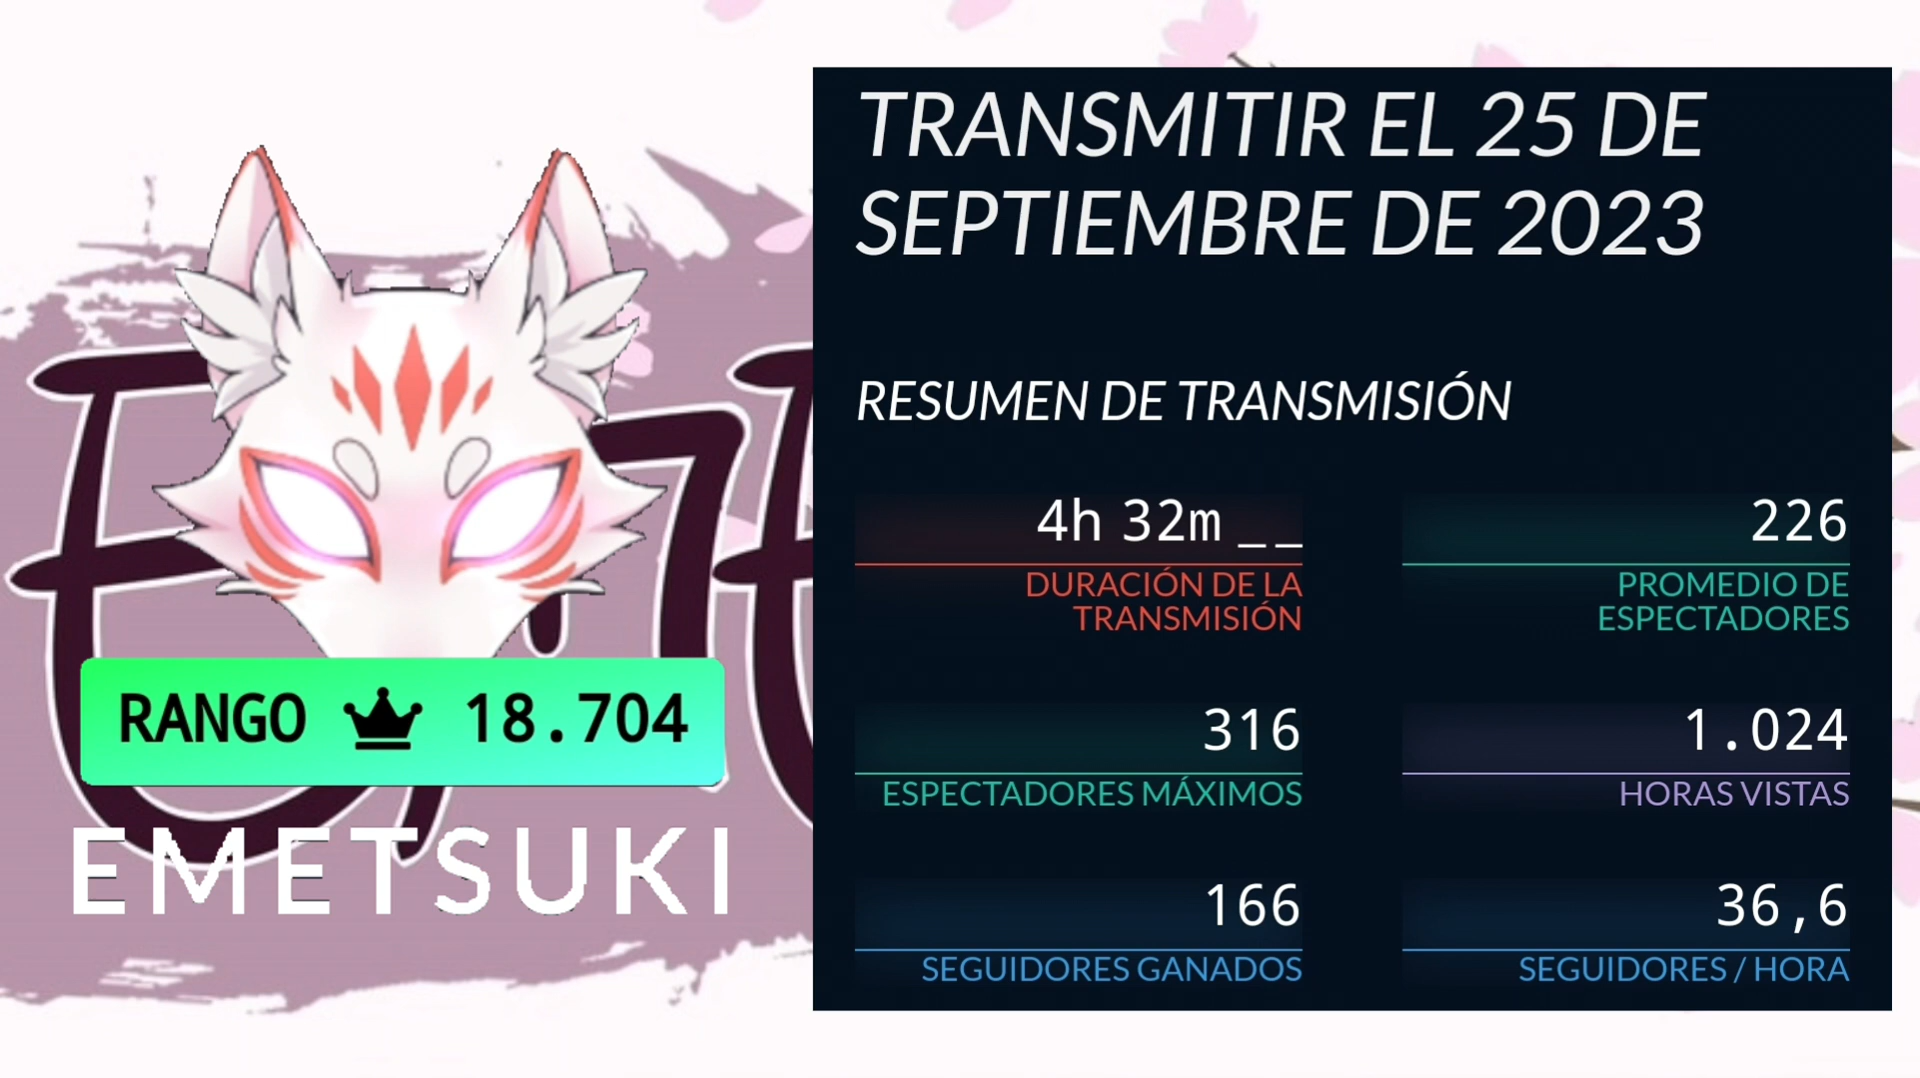 TRANSMITIR EL 25 DE
SEPTIEMBRE DE 2023
RESUMEN DE TRANSMISIÓN
4h 32m _ _
DURACIÓN DE LA
TRANSMISIÓN
226
PROMEDIO DE
ESPECTADORES
316
ESPECTADORES MÁXIMOS
1.024
HORAS VISTAS
166
SEGUIDORES GANADOS
36,6
SEGUIDORES / HORA
RANGO 18.704
EMETSUKI